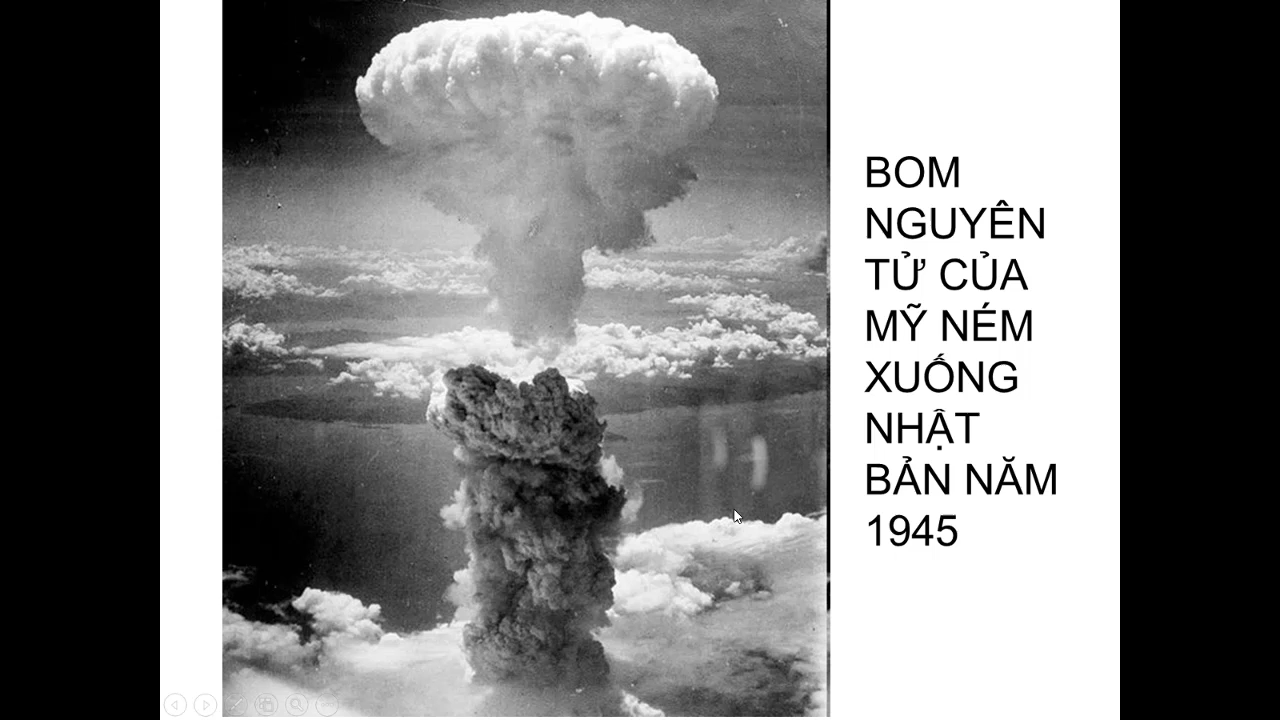 BOM
NGUYÊN
TỬ CỦA
MỸ NÉM
XUỐNG
NHẬT
BẢN NĂM
1945